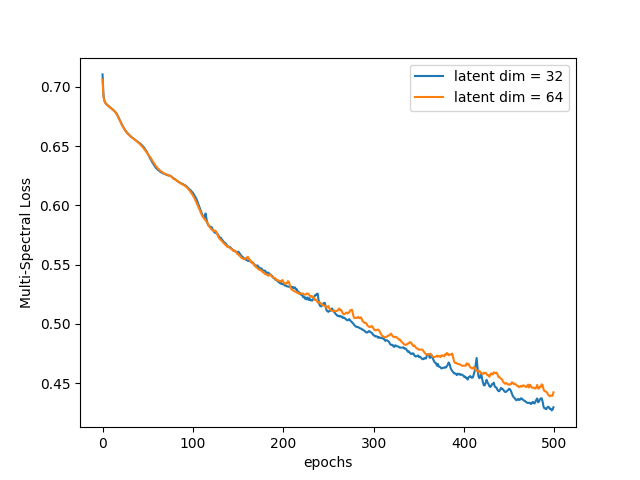 latent dim = 32
latent dim = 64
0.70
0.65
0.60
0.55
0.50
0.45
Multi-Spectral Loss
0 100 200 300 400 500
epochs